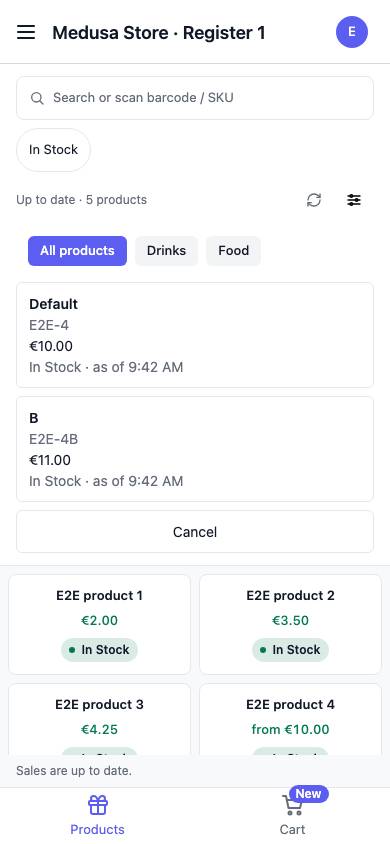 Medusa Store · Register 1
E
Search or scan barcode / SKU
In Stock
Up to date · 5 products
All products
Drinks
Food
Default
E2E-4
€10.00
In Stock · as of 9:42 AM
B
E2E-4B
€11.00
In Stock · as of 9:42 AM
Cancel
E2E product 1
€2.00
In Stock
E2E product 2
€3.50
In Stock
E2E product 3
€4.25
E2E product 4
from €10.00
Sales are up to date.
Products
New
Cart